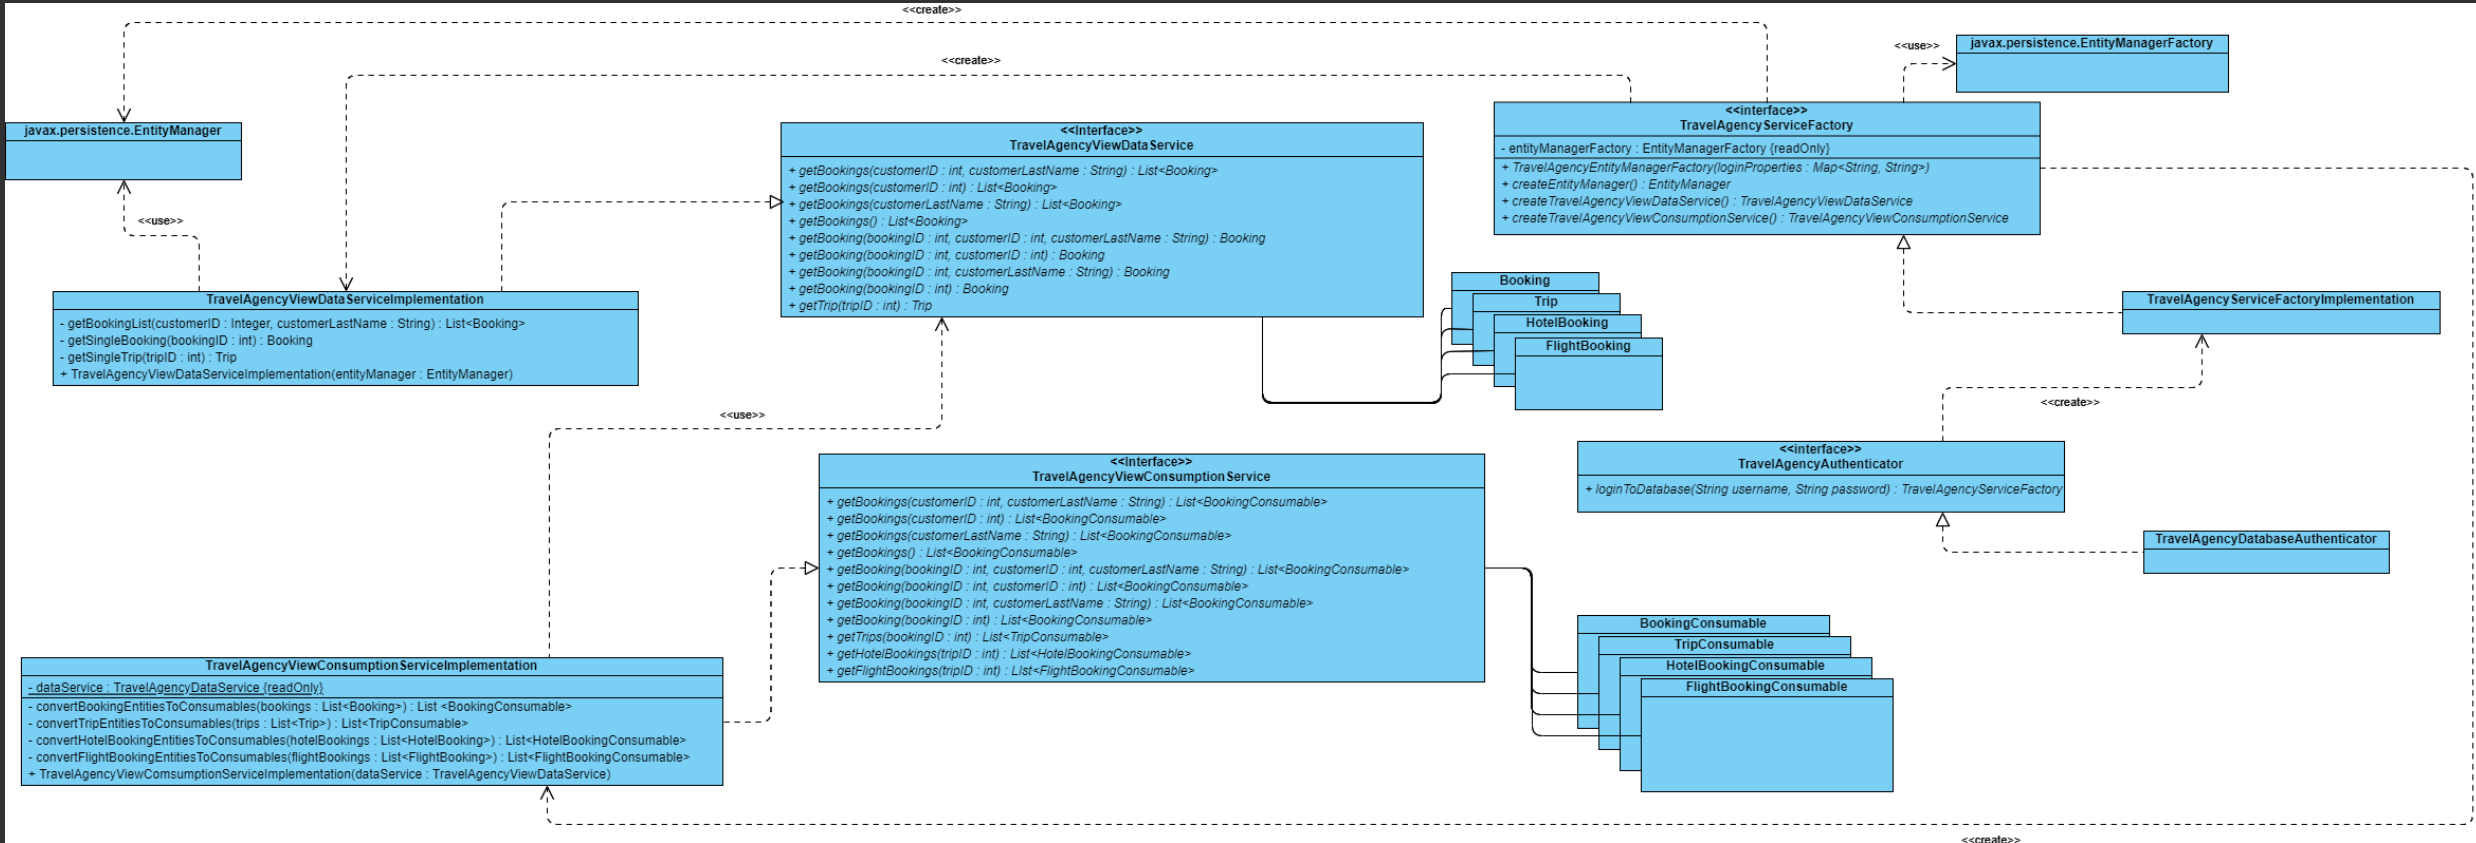 <<create>>
<<create>>
<<use>>
javax.persistence.EntityManagerFactory
javax.persistence.EntityManager
<<use>>
<<Interface>>
TravelAgencyViewDataService
+ getBookings(customerID : int, customerLastName : String) : List<Booking>
+ getBookings(customerID : int) : List<Booking>
+ getBookings(customerLastName : String) : List<Booking>
+ getBookings() : List<Booking>
+ getBooking(bookingID : int, customerID : int, customerLastName : String) : Booking
+ getBooking(bookingID : int, customerID : int) : Booking
+ getBooking(bookingID : int, customerLastName : String) : Booking
+ getBooking(bookingID : int) : Booking
+ getTrip(tripID : int) : Trip
<<interface>>
TravelAgencyServiceFactory
- entityManagerFactory : EntityManagerFactory {readOnly}
+ TravelAgencyEntityManagerFactory(loginProperties : Map<String, String>)
+ createEntityManager() : EntityManager
+ createTravelAgencyViewDataService() : TravelAgencyViewDataService
+ createTravelAgencyViewConsumptionService() : TravelAgencyViewConsumptionService
TravelAgencyViewDataServiceImplementation
- getBookingList(customerID : Integer, customerLastName : String) : List<Booking>
- getSingleBooking(bookingID : int) : Booking
- getSingleTrip(tripID : int) : Trip
+ TravelAgencyViewDataServiceImplementation(entityManager : EntityManager)
Booking
Trip
HotelBooking
FlightBooking
TravelAgencyServiceFactoryImplementation
<<use>>
<<create>>
<<interface>>
TravelAgencyAuthenticator
+ loginToDatabase(String username, String password) : TravelAgencyServiceFactory
TravelAgencyDatabaseAuthenticator
<<Interface>>
TravelAgencyViewConsumptionService
+ getBookings(customerID : int, customerLastName : String) : List<BookingConsumable>
+ getBookings(customerID : int) : List<BookingConsumable>
+ getBookings(customerLastName : String) : List<BookingConsumable>
+ getBookings() : List<BookingConsumable>
+ getBooking(bookingID : int, customerID : int, customerLastName : String) : List<BookingConsumable>
+ getBooking(bookingID : int, customerID : int) : List<BookingConsumable>
+ getBooking(bookingID : int, customerLastName : String) : List<BookingConsumable>
+ getBooking(bookingID : int) : List<BookingConsumable>
+ getTrips(bookingID : int) : List<TripConsumable>
+ getHotelBookings(tripID : int) : List<HotelBookingConsumable>
+ getFlightBookings(tripID : int) : LIst<FlightBookingConsumable>
BookingConsumable
TripConsumable
HotelBookingConsumable
FlightBookingConsumable
TravelAgencyViewConsumptionServiceImplementation
- dataService : TravelAgencyDataService {readOnly}
- convertBookingEntitiesToConsumables(bookings : List<Booking>) : List <BookingConsumable>
- convertTripEntitiesToConsumables(trips : List<Trip>) : List<TripConsumable>
- convertHotelBookingEntitiesToConsumables(hotelBookings : List<HotelBooking>) : List<HotelBookingConsumable>
- convertFlightBookingEntitiesToConsumables(flightBookings : List<FlightBooking>) : List<FlightBookingConsumable>
+ TravelAgencyViewComsumptionServiceImplementation(dataService : TravelAgencyViewDataService)
<<create>>